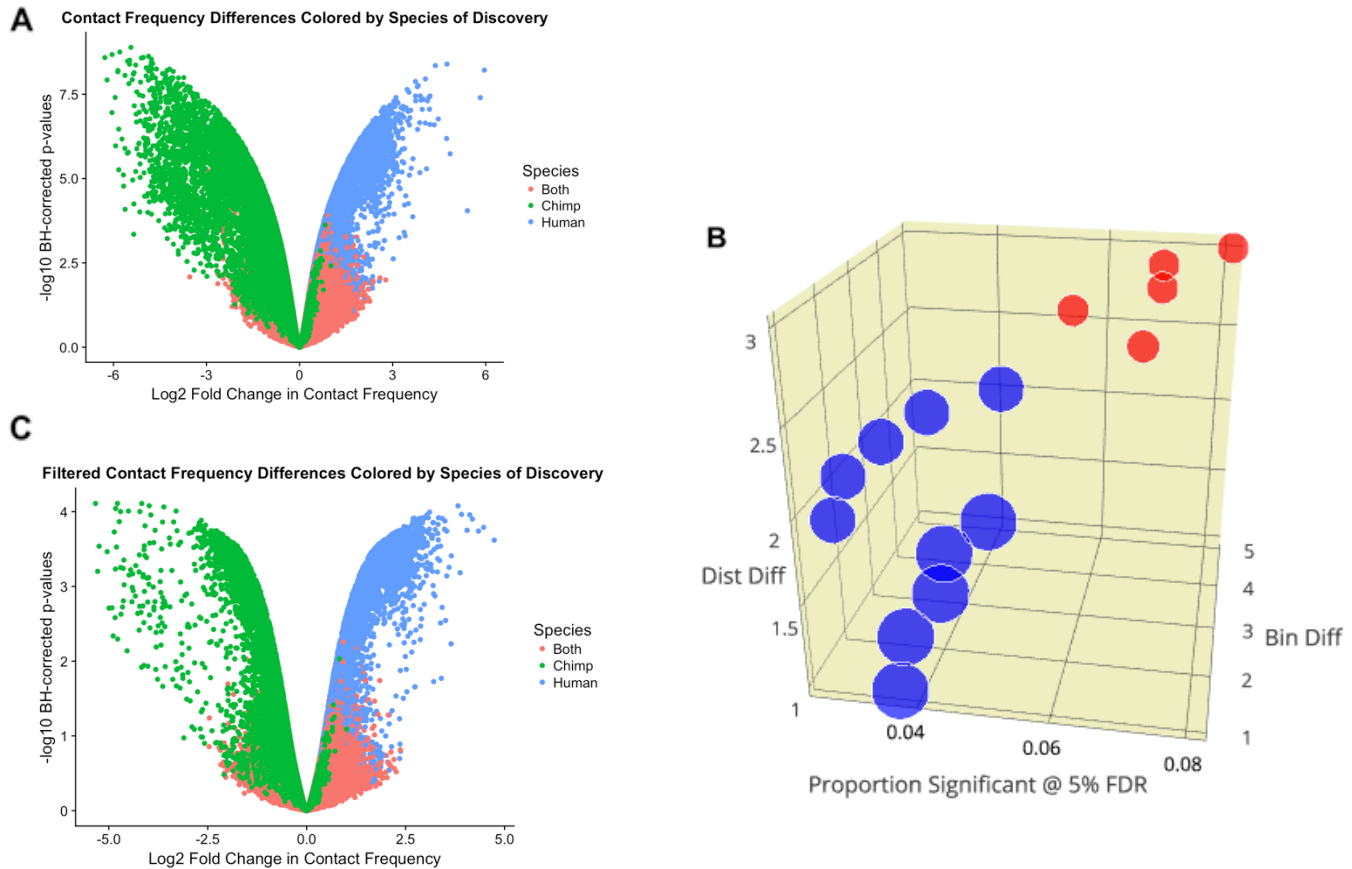 A
Contact Frequency Differences Colored by Species of Discovery
-log10 BH-corrected p-values
7.5
5.0
2.5
0.0
-6
-3
0
3
6
Log2 Fold Change in Contact Frequency
Species
Both
Chimp
Human
B
3
2.5
2
1.5
1
Dist Diff
0.04
0.06
0.08
Proportion Significant @ 5% FDR
5
4
3
2
1
Bin Diff
C
Filtered Contact Frequency Differences Colored by Species of Discovery
-log10 BH-corrected p-values
4
3
2
1
0
-5.0
-2.5
0.0
2.5
5.0
Log2 Fold Change in Contact Frequency
Species
Both
Chimp
Human